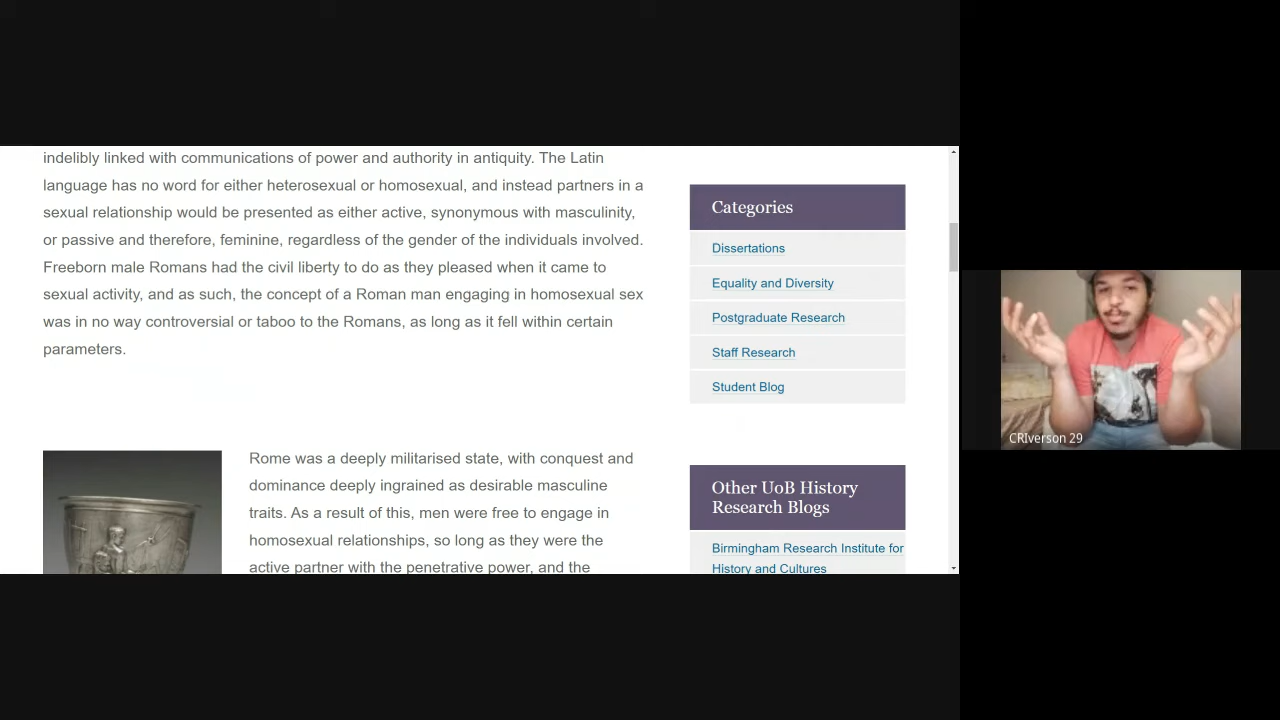 indelibly linked with communications of power and authority in antiquity. The Latin
language has no word for either heterosexual or homosexual, and instead partners in a
sexual relationship would be presented as either active, synonymous with masculinity,
or passive and therefore, feminine, regardless of the gender of the individuals involved.
Freeborn male Romans had the civil liberty to do as they pleased when it came to
sexual activity, and as such, the concept of a Roman man engaging in homosexual sex
was in no way controversial or taboo to the Romans, as long as it fell within certain
parameters.
Rome was a deeply militarised state, with conquest and
dominance deeply ingrained as desirable masculine
traits. As a result of this, men were free to engage in
homosexual relationships, so long as they were the
active partner with the penetrative power, and the
Categories
Dissertations
Equality and Diversity
Postgraduate Research
Staff Research
Student Blog
Other UoB History
Research Blogs
Birmingham Research Institute for
History and Cultures
CRIverson 29